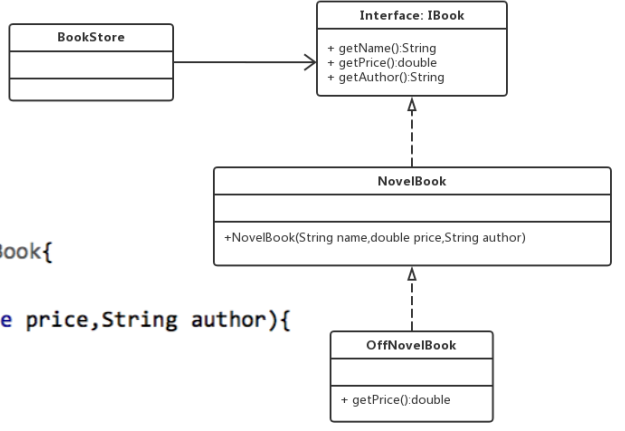 BookStore
Interface: IBook
+ getName():String
+ getPrice():double
+ getAuthor():String
NovelBook
+NovelBook(String name,double price,String author)
Book{
e price,String author){
OffNovelBook
+ getPrice():double